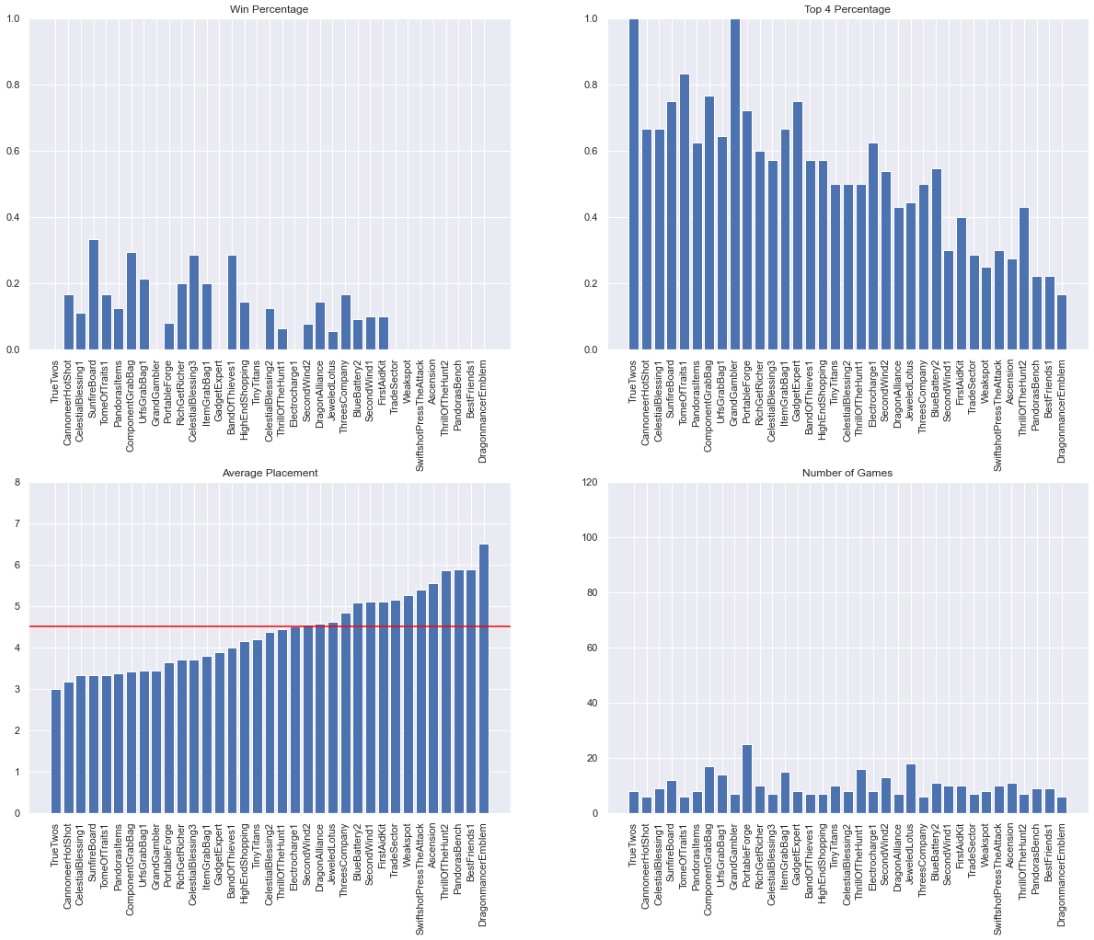 Win Percentage
1.0
0.8
0.6
0.4
0.2
0.0
TrueTwos
CannoneerHotShot
CelestialBlessing1
SunfireBoard
TomeOfTraits1
PandorasItems
ComponentGrabBag
UrfsGrabBag1
GrandGambler
PortableForge
RichGetRicher
CelestialBlessing3
ItemGrabBag1
GadgetExpert
BandOfThieves1
HighEndShopping
TinyTitans
CelestialBlessing2
ThrillOfTheHunt1
Electrocharge1
SecondWind2
DragonAlliance
JeweledLotus
ThreesCompany
BlueBattery2
SecondWind1
FirstAidKit
TradeSector
Weakspot
SwiftshotPressTheAttack
Ascension
ThrillOfTheHunt2
PandorasBench
BestFriends1
DragonmancerEmblem
Top 4 Percentage
1.0
0.8
0.6
0.4
0.2
0.0
TrueTwos
CannoneerHotShot
CelestialBlessing1
SunfireBoard
TomeOfTraits1
PandorasItems
ComponentGrabBag
UrfsGrabBag1
GrandGambler
PortableForge
RichGetRicher
CelestialBlessing3
ItemGrabBag1
GadgetExpert
BandOfThieves1
HighEndShopping
TinyTitans
CelestialBlessing2
ThrillOfTheHunt1
Electrocharge1
SecondWind2
DragonAlliance
JeweledLotus
ThreesCompany
BlueBattery2
SecondWind1
FirstAidKit
TradeSector
Weakspot
SwiftshotPressTheAttack
Ascension
ThrillOfTheHunt2
PandorasBench
BestFriends1
DragonmancerEmblem
Average Placement
8
7
6
5
4
3
2
1
0
TrueTwos
CannoneerHotShot
CelestialBlessing1
SunfireBoard
TomeOfTraits1
PandorasItems
ComponentGrabBag
UrfsGrabBag1
GrandGambler
PortableForge
RichGetRicher
CelestialBlessing3
ItemGrabBag1
GadgetExpert
BandOfThieves1
HighEndShopping
TinyTitans
CelestialBlessing2
ThrillOfTheHunt1
Electrocharge1
SecondWind2
DragonAlliance
JeweledLotus
ThreesCompany
BlueBattery2
SecondWind1
FirstAidKit
TradeSector
Weakspot
SwiftshotPressTheAttack
Ascension
ThrillOfTheHunt2
PandorasBench
BestFriends1
DragonmancerEmblem
Number of Games
120
100
80
60
40
20
0
TrueTwos
CannoneerHotShot
CelestialBlessing1
SunfireBoard
TomeOfTraits1
PandorasItems
ComponentGrabBag
UrfsGrabBag1
GrandGambler
PortableForge
RichGetRicher
CelestialBlessing3
ItemGrabBag1
GadgetExpert
BandOfThieves1
HighEndShopping
TinyTitans
CelestialBlessing2
ThrillOfTheHunt1
Electrocharge1
SecondWind2
DragonAlliance
JeweledLotus
ThreesCompany
BlueBattery2
SecondWind1
FirstAidKit
TradeSector
Weakspot
SwiftshotPressTheAttack
Ascension
ThrillOfTheHunt2
PandorasBench
BestFriends1
DragonmancerEmblem